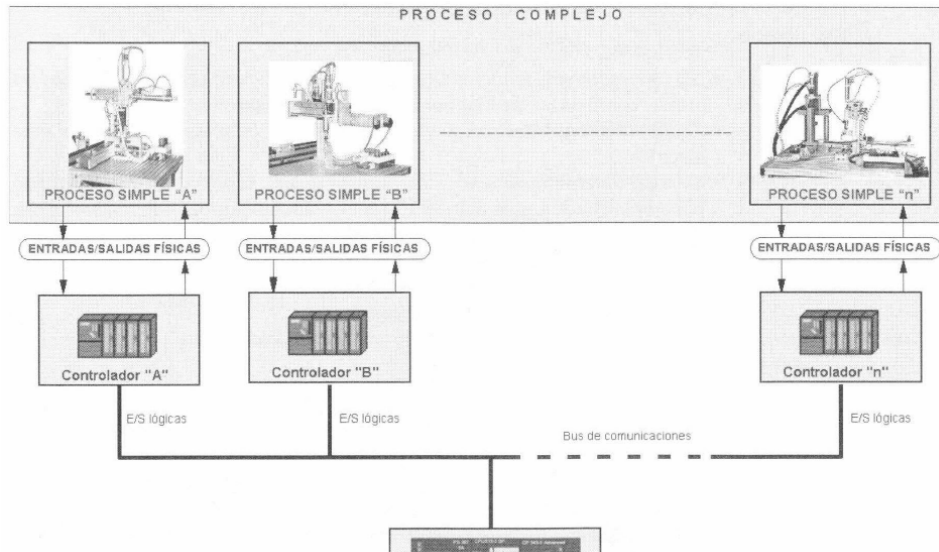 PROCESO COMPLEJO
PROCESO SIMPLE “A”
PROCESO SIMPLE “B”
PROCESO SIMPLE “n”
ENTRADAS/SALIDAS FÍSICAS
ENTRADAS/SALIDAS FÍSICAS
ENTRADAS/SALIDAS FÍSICAS
Controlador "A"
Controlador "B"
Controlador "n"
E/S lógicas
E/S lógicas
E/S lógicas
Bus de comunicaciones